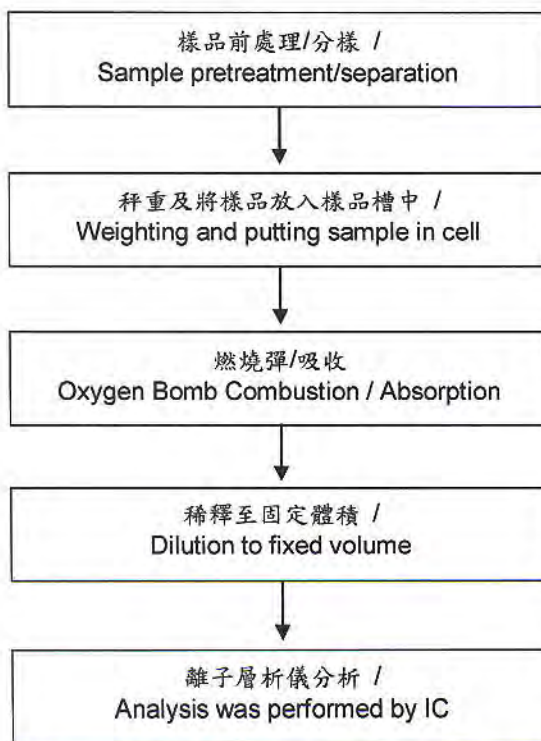 樣品前處理/分樣 /
Sample pretreatment/separation
秤重及將樣品放入樣品槽中 /
Weighting and putting sample in cell
燃燒彈/吸收
Oxygen Bomb Combustion / Absorption
稀釋至固定體積 /
Dilution to fixed volume
離子層析儀分析 /
Analysis was performed by IC